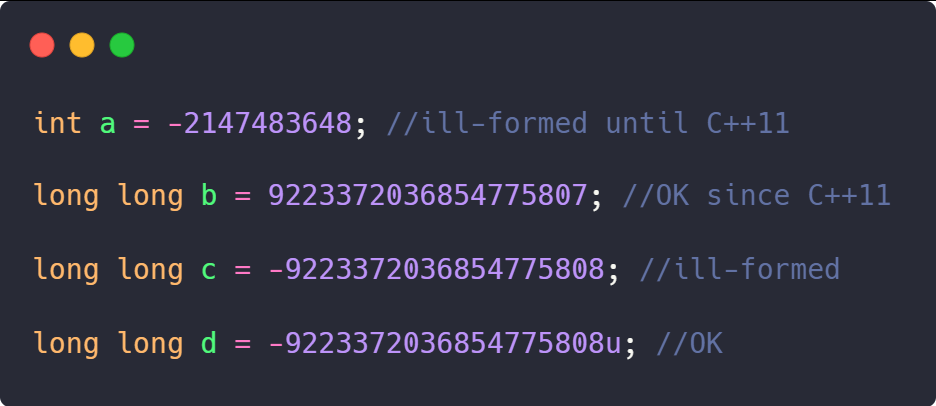 int a = -2147483648; //ill-formed until C++11
long long b = 9223372036854775807; //OK since C++11
long long c = -9223372036854775808; //ill-formed
long long d = -9223372036854775808u; //OK